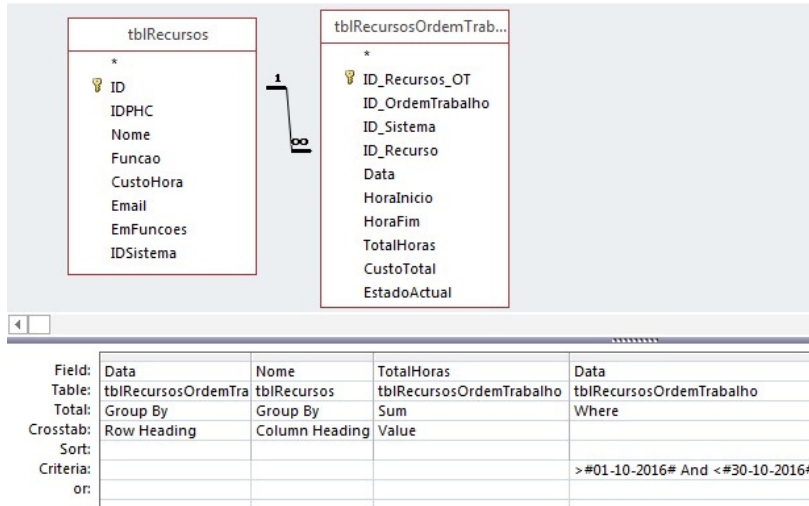 tblRecursos
*
ID
IDPHC
Nome
Funcao
CustoHora
Email
EmFuncoes
IDSistema
1
∞
tblRecursosOrdemTrab...
*
ID_Recursos_OT
ID_OrdemTrabalho
ID_Sistema
ID_Recurso
Data
HoraInicio
HoraFim
TotalHoras
CustoTotal
EstadoActual
Field: Data Nome TotalHoras Data
Table: tblRecursosOrdemTra tblRecursos tblRecursosOrdemTrabalho tblRecursosOrdemTrabalho
Total: Group By Group By Sum Where
Crosstab: Row Heading Column Heading Value
Sort:
Criteria: >#01-10-2016# And <#30-10-2016#
or: